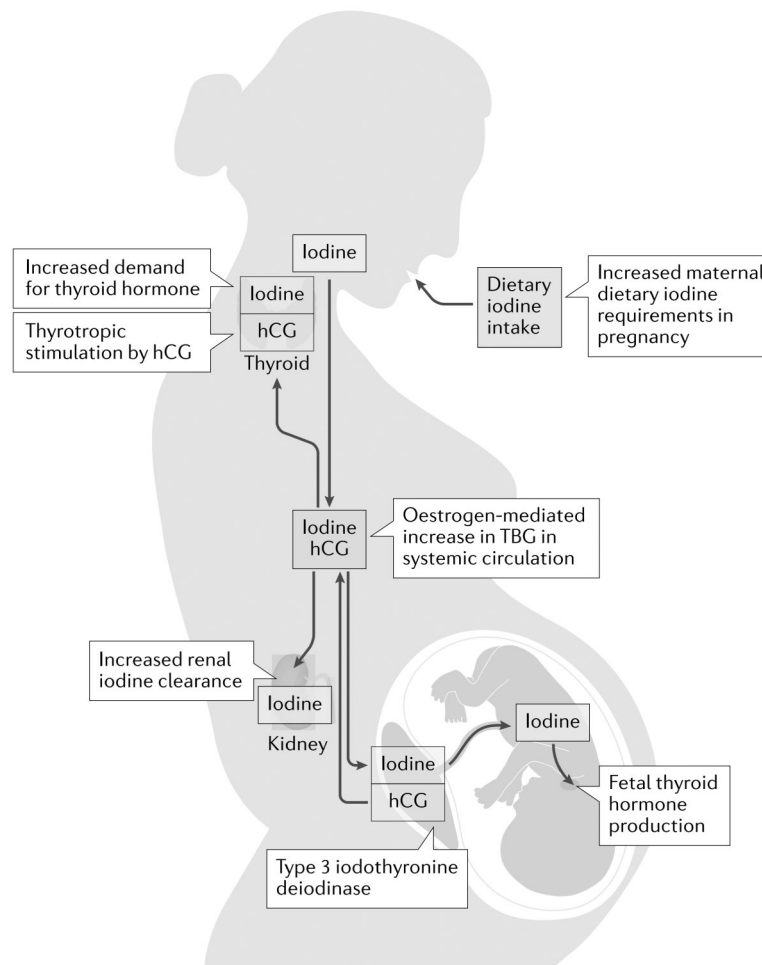 Iodine
Increased demand
for thyroid hormone
Iodine
hCG
Thyroid
Thyrotropic
stimulation by hCG
Dietary
iodine
intake
Increased maternal
dietary iodine
requirements in
pregnancy
Iodine
hCG
Oestrogen-mediated
increase in TBG in
systemic circulation
Increased renal
iodine clearance
Iodine
Kidney
Iodine
hCG
Iodine
Fetal thyroid
hormone
production
Type 3 iodothyronine
deiodinase